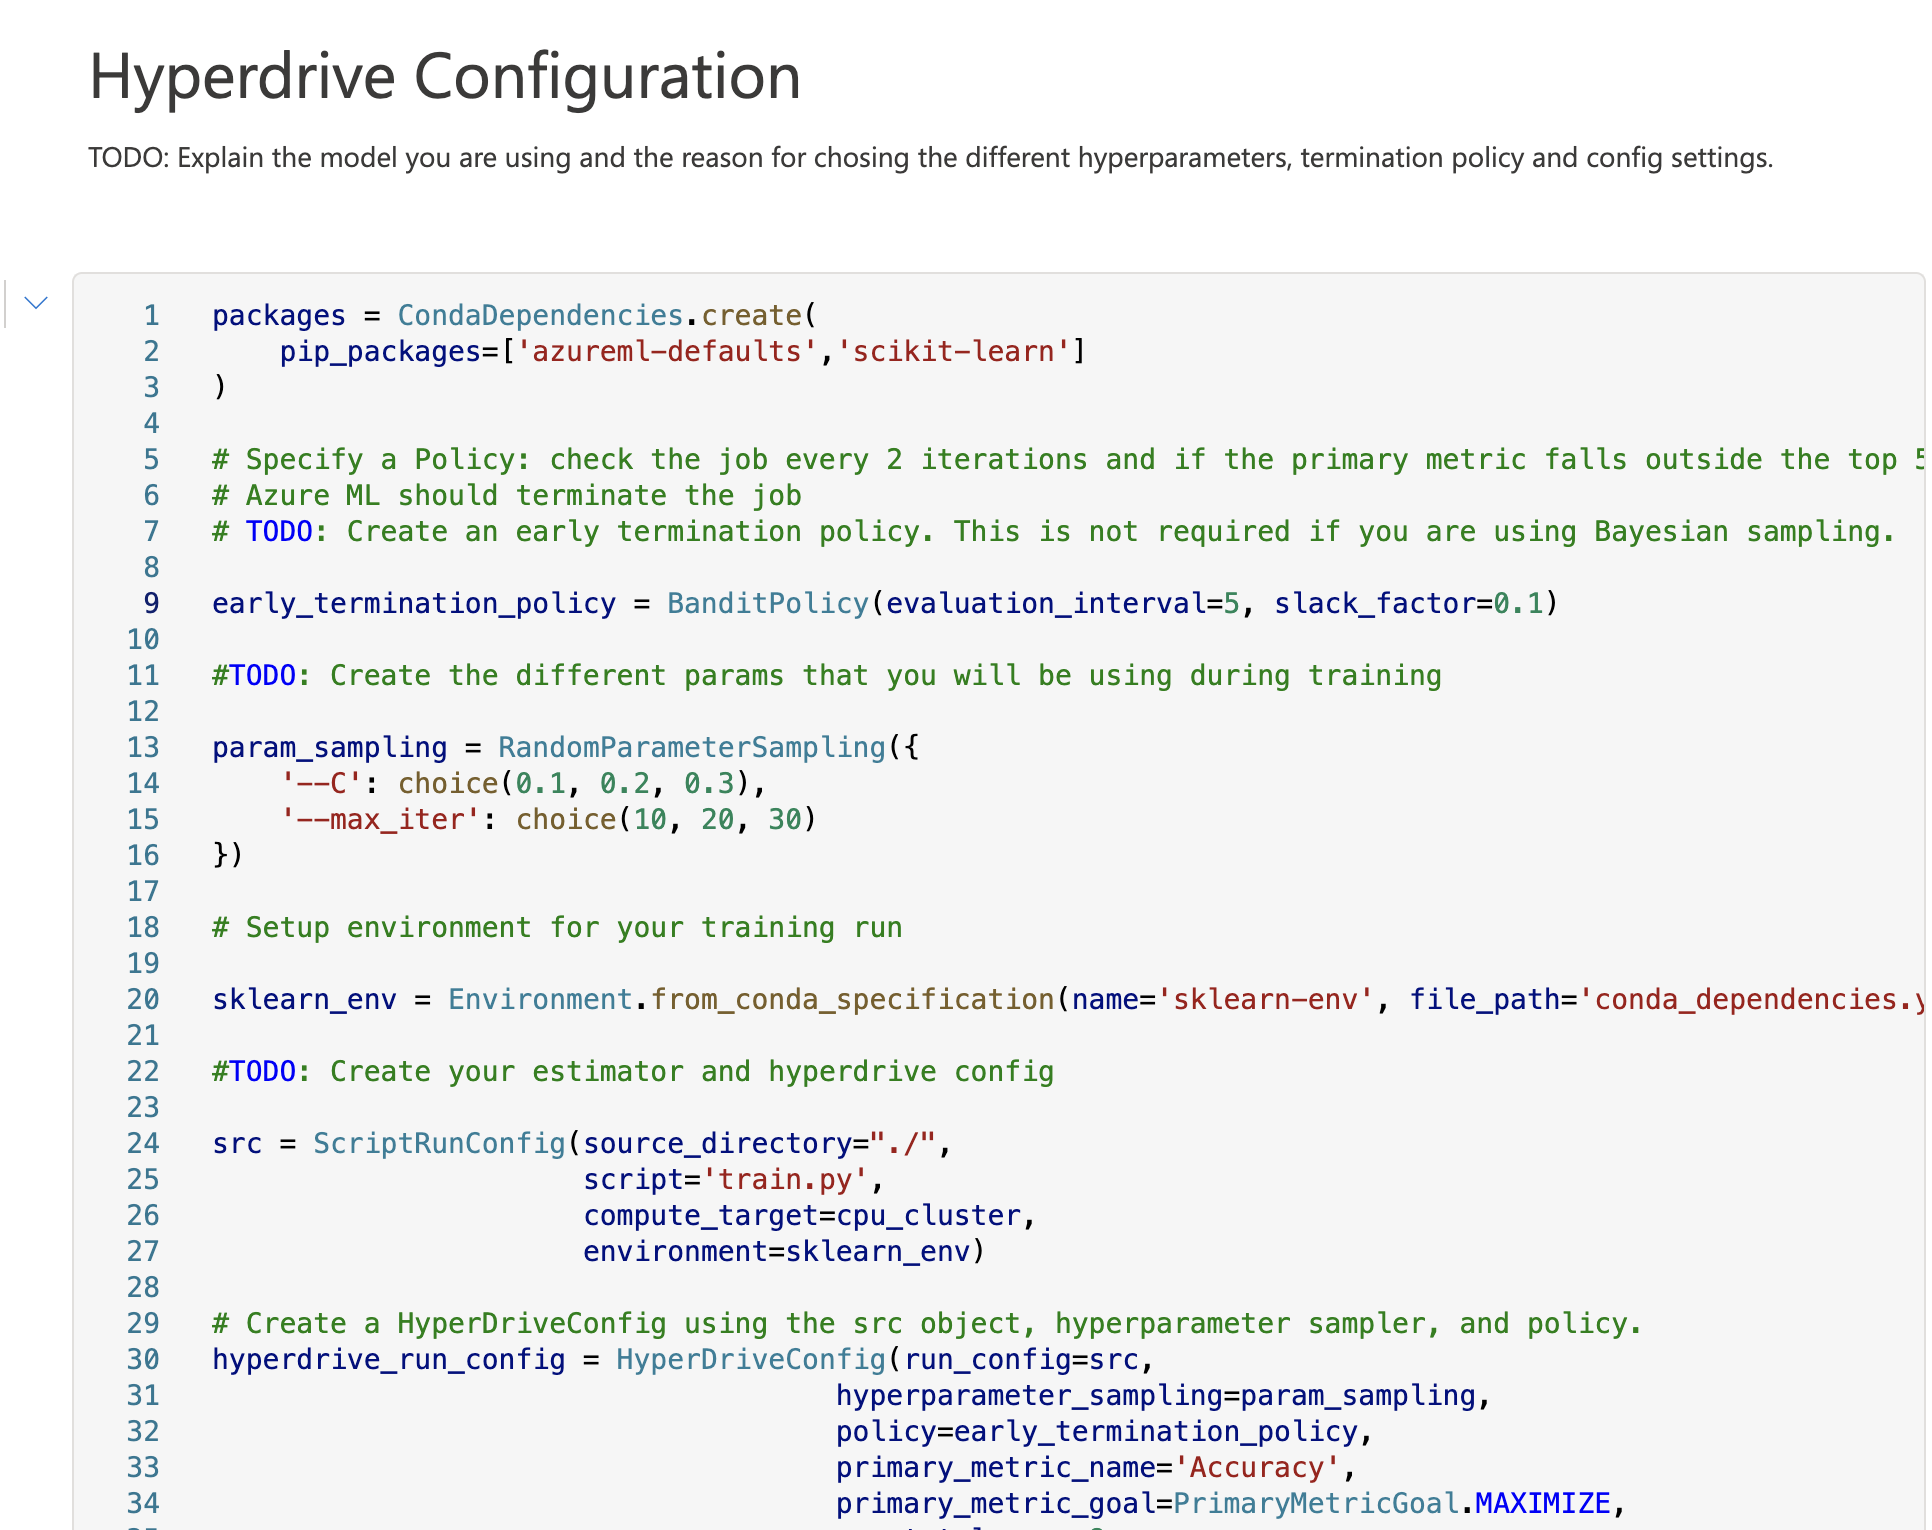 Hyperdrive Configuration
TODO: Explain the model you are using and the reason for chosing the different hyperparameters, termination policy and config settings.
1 packages = CondaDependencies.create(
2     pip_packages=['azureml-defaults','scikit-learn']
3 )
4
5 # Specify a Policy: check the job every 2 iterations and if the primary metric falls outside the top
6 # Azure ML should terminate the job
7 # TODO: Create an early termination policy. This is not required if you are using Bayesian sampling.
8
9 early_termination_policy = BanditPolicy(evaluation_interval=5, slack_factor=0.1)
10
11 #TODO: Create the different params that you will be using during training
12
13 param_sampling = RandomParameterSampling({
14     '--C': choice(0.1, 0.2, 0.3),
15     '--max_iter': choice(10, 20, 30)
16 })
17
18 # Setup environment for your training run
19
20 sklearn_env = Environment.from_conda_specification(name='sklearn-env', file_path='conda_dependencies.y
21
22 #TODO: Create your estimator and hyperdrive config
23
24 src = ScriptRunConfig(source_directory="./",
25                       script='train.py',
26                       compute_target=cpu_cluster,
27                       environment=sklearn_env)
28
29 # Create a HyperDriveConfig using the src object, hyperparameter sampler, and policy.
30 hyperdrive_run_config = HyperDriveConfig(run_config=src,
31                                      hyperparameter_sampling=param_sampling,
32                                      policy=early_termination_policy,
33                                      primary_metric_name='Accuracy',
34                                      primary_metric_goal=PrimaryMetricGoal.MAXIMIZE,